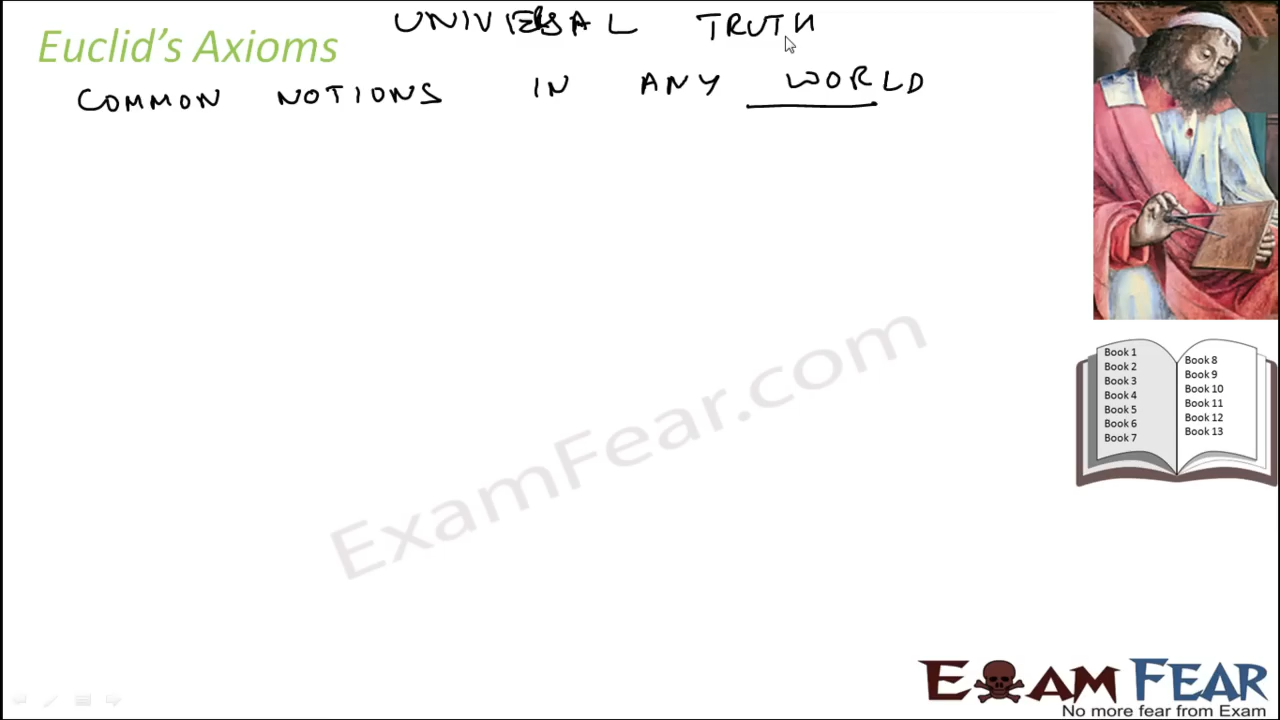 UNIVERSAL TRUTH
Euclid's Axioms
COMMON NOTIONS IN ANY WORLD
Book 1
Book 2
Book 3
Book 4
Book 5
Book 6
Book 7
Book 8
Book 9
Book 10
Book 11
Book 12
Book 13
ExamFear.com
EXAM FEAR
No more fear from Exam